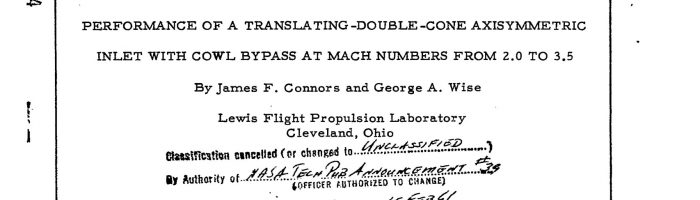 PERFORMANCE OF A TRANSLATING-DOUBLE-CONE AXISYMMETRIC
INLET WITH COWL BYPASS AT MACH NUMBERS FROM 2.0 TO 3.5
By James F. Connors and George A. Wise
Lewis Flight Propulsion Laboratory
Cleveland, Ohio
Classification cancelled (or changed to UNCLASSIFIED)
By Authority of NASA TECH PUB ANNOUNCEMENT #39
(OFFICER AUTHORIZED TO CHANGE)